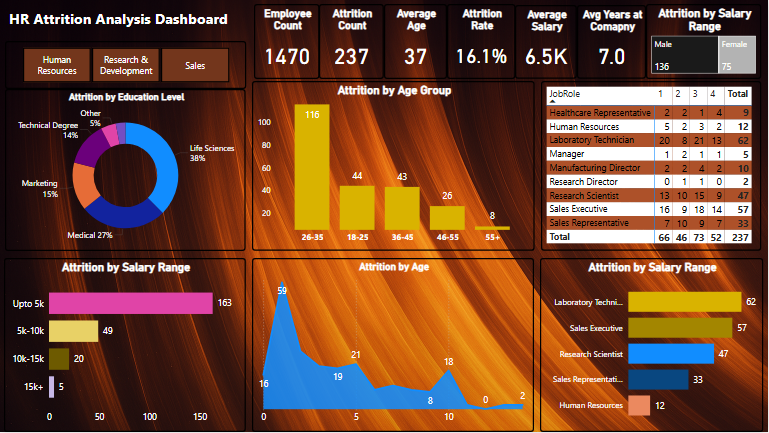 HR Attrition Analysis Dashboard
Employee Count
1470
Attrition Count
237
Average Age
37
Attrition Rate
16.1%
Average Salary
6.5K
Avg Years at Comapny
7.0
Attrition by Salary Range
Male
136
Female
75
Human Resources
Research & Development
Sales
Attrition by Education Level
Other 5%
Technical Degree 14%
Life Sciences 38%
Marketing 15%
Medical 27%
Attrition by Age Group
100
80
60
40
20
116
44
43
26
8
26-35 18-25 36-45 46-55 55+
JobRole 1 2 3 4 Total
Healthcare Representative 2 2 1 4 9
Human Resources 5 2 3 2 12
Laboratory Technician 20 8 21 13 62
Manager 1 2 1 1 5
Manufacturing Director 2 2 4 2 10
Research Director 0 1 1 0 2
Research Scientist 13 10 15 9 47
Sales Executive 16 9 18 14 57
Sales Representative 7 10 9 7 33
Total 66 46 73 52 237
Attrition by Salary Range
Upto 5k 163
5k-10k 49
10k-15k 20
15k+ 5
0 50 100 150
Attrition by Age
59
16
19
21
8
18
0
2
0 5 10
Attrition by Salary Range
Laboratory Techni... 62
Sales Executive 57
Research Scientist 47
Sales Representati... 33
Human Resources 12